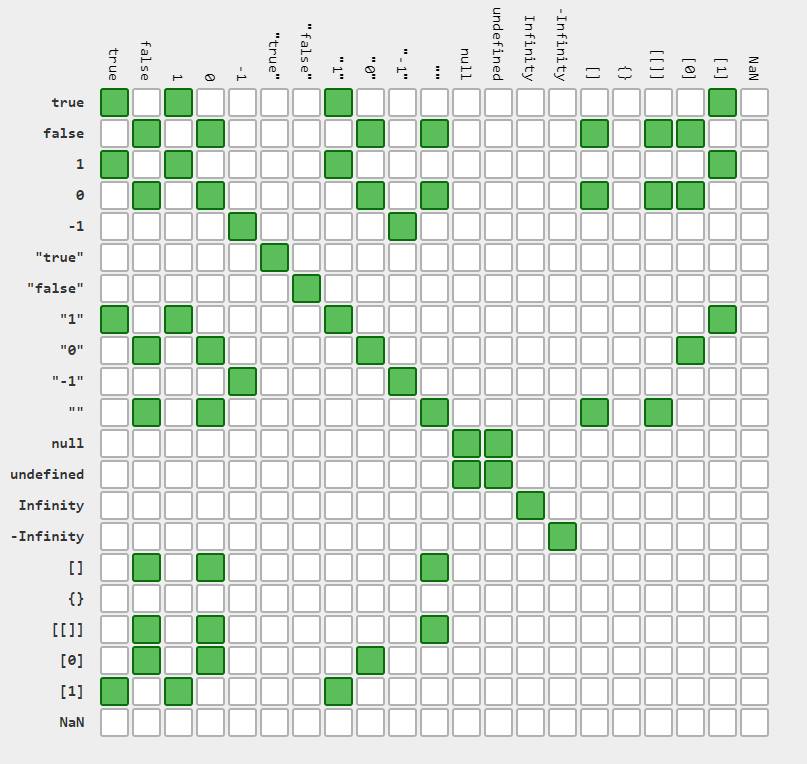 true
false
1
0
-1
"true"
"false"
"1"
"0"
"-1"
""
null
undefined
Infinity
-Infinity
[]
{}
[[]]
[0]
[1]
NaN
true
false
1
0
-1
"true"
"false"
"1"
"0"
"-1"
""
null
undefined
Infinity
-Infinity
[]
{}
[[]]
[0]
[1]
NaN